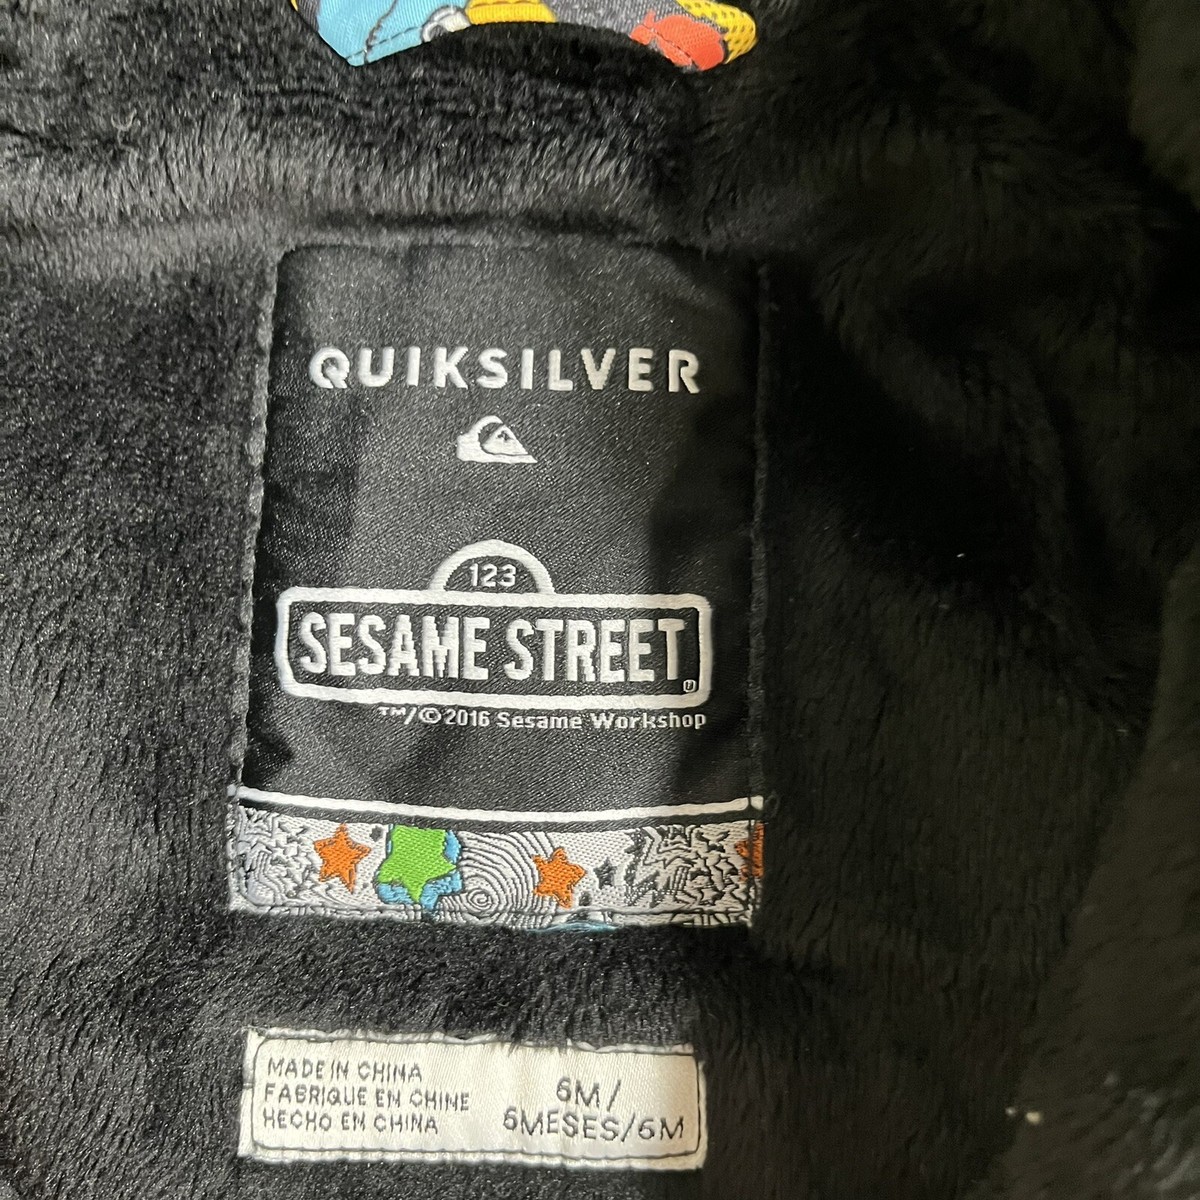 QUIKSILVER
123
SESAME STREET
™/© 2016 Sesame Workshop
MADE IN CHINA
FABRIQUE EN CHINE
HECHO EN CHINA
6M/
6MESES/6M